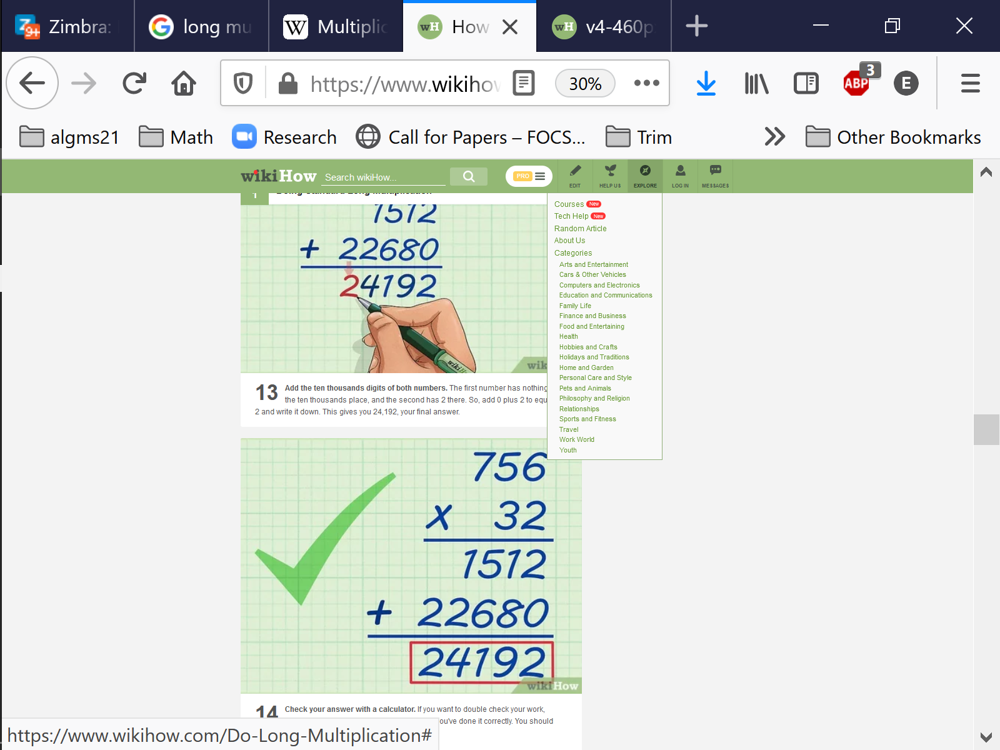 Zimbra:
long mu
Multiplic
How
v4-460p
https://www.wikihow
30%
3
ABP
E
algms21
Math
Research
Call for Papers – FOCS...
Trim
Other Bookmarks
wikiHow
Search wikiHow...
PRO
EDIT
HELP US
EXPLORE
LOG IN
MESSAGES
1512
+ 22680
24192
wikiH
wik
13 Add the ten thousands digits of both numbers. The first number has nothing
the ten thousands place, and the second has 2 there. So, add 0 plus 2 to equ
2 and write it down. This gives you 24,192, your final answer.
Courses New
Tech Help New
Random Article
About Us
Categories
Arts and Entertainment
Cars & Other Vehicles
Computers and Electronics
Education and Communications
Family Life
Finance and Business
Food and Entertaining
Health
Hobbies and Crafts
Holidays and Traditions
Home and Garden
Personal Care and Style
Pets and Animals
Philosophy and Religion
Relationships
Sports and Fitness
Travel
Work World
Youth
756
x 32
1512
+ 22680
24192
wikiHow
14 Check your answer with a calculator. If you want to double check your work,
ou've done it correctly. You should
https://www.wikihow.com/Do-Long-Multiplication#